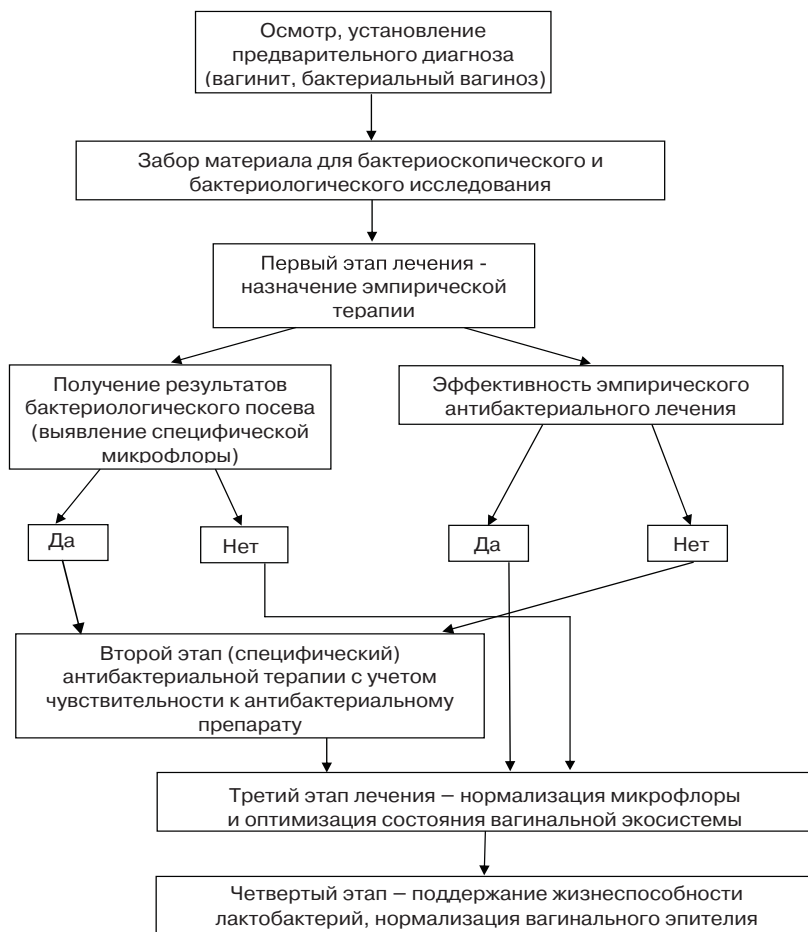 Осмотр, установление
предварительного диагноза
(вагинит, бактериальный вагиноз)
Забор материала для бактериоскопического и
бактериологического исследования
Первый этап лечения -
назначение эмпирической
терапии
Получение результатов
бактериологического посева
(выявление специфической
микрофлоры)
Эффективность эмпирического
антибактериального лечения
Да
Нет
Да
Нет
Второй этап (специфический)
антибактериальной терапии с учетом
чувствительности к антибактериальному
препарату
Третий этап лечения – нормализация микрофлоры
и оптимизация состояния вагинальной экосистемы
Четвертый этап – поддержание жизнеспособности
лактобактерий, нормализация вагинального эпителия